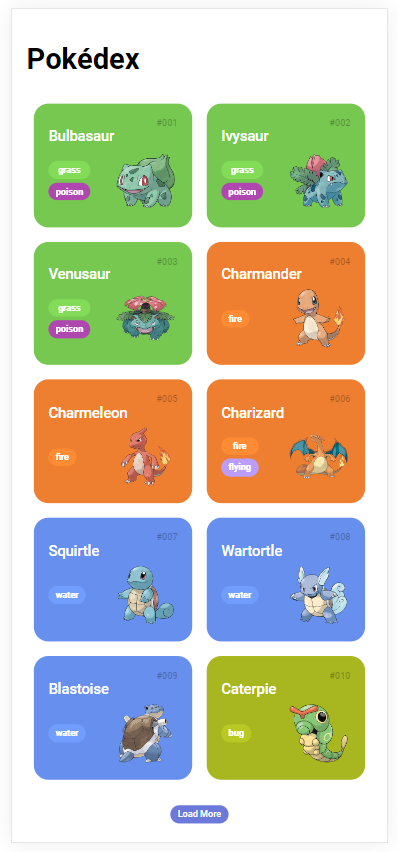 Pokédex
#001
Bulbasaur
grass
poison
#002
Ivysaur
grass
poison
#003
Venusaur
grass
poison
#004
Charmander
fire
#005
Charmeleon
fire
#006
Charizard
fire
flying
#007
Squirtle
water
#008
Wartortle
water
#009
Blastoise
water
#010
Caterpie
bug
Load More